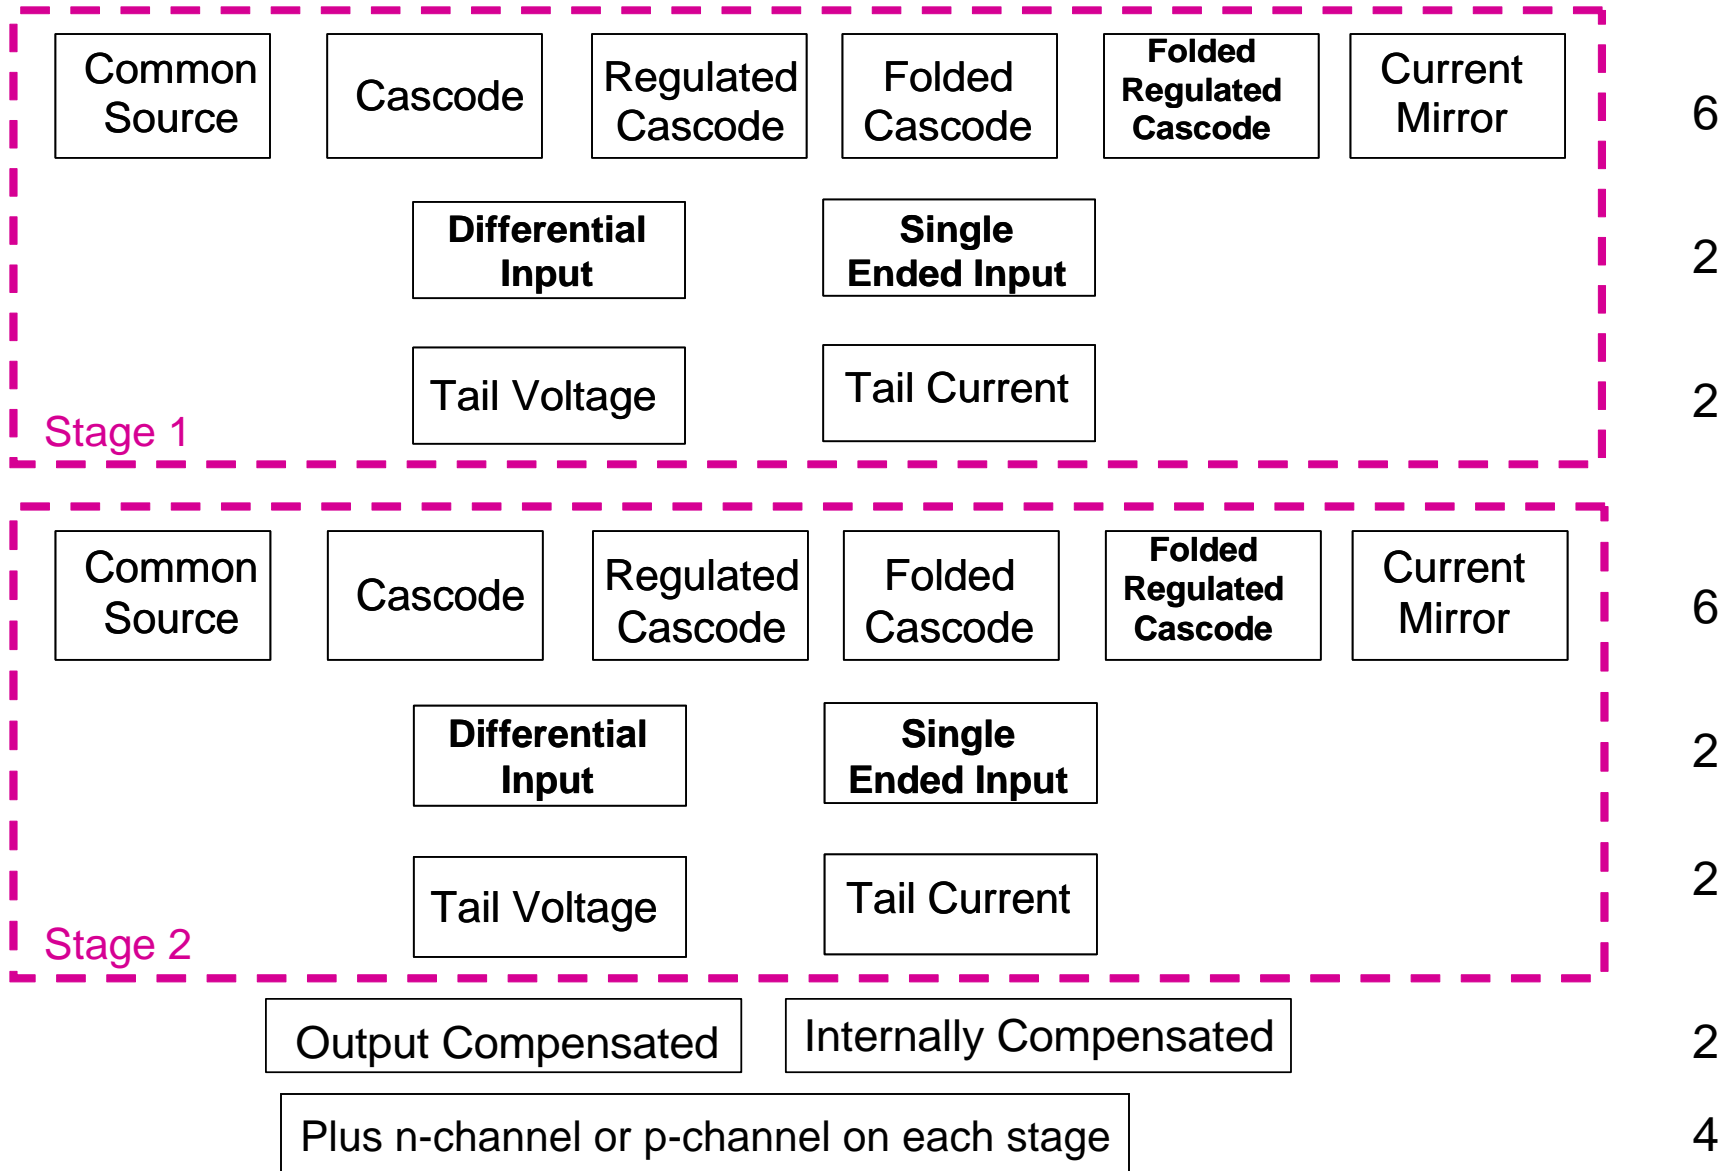 Common
Source
Cascode
Regulated
Cascode
Folded
Cascode
Folded
Regulated
Cascode
Current
Mirror
6
Differential
Input
Single
Ended Input
2
Tail Voltage
Tail Current
2
Stage 1
Common
Source
Cascode
Regulated
Cascode
Folded
Cascode
Folded
Regulated
Cascode
Current
Mirror
6
Differential
Input
Single
Ended Input
2
Tail Voltage
Tail Current
2
Stage 2
Output Compensated
Internally Compensated
2
Plus n-channel or p-channel on each stage
4